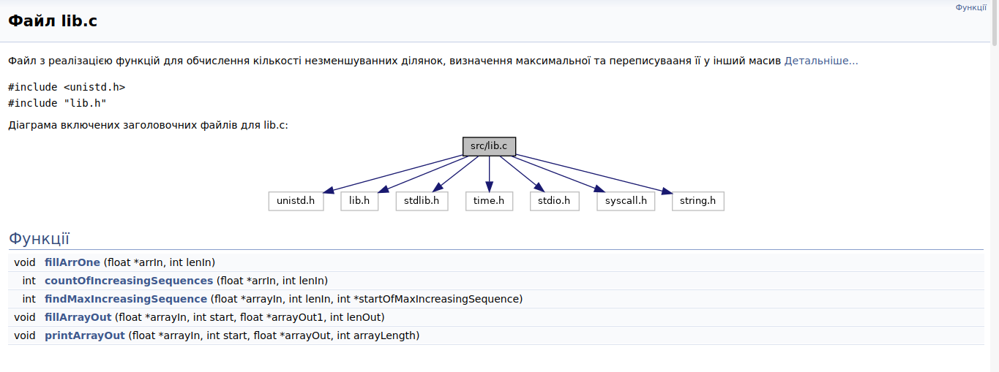 Функції
Файл lib.c
Файл з реалізацією функцій для обчислення кількості незменшуванних ділянок, визначення максимальної та переписувааня її у інший масив Детальніше...
#include <unistd.h>
#include "lib.h"
Діаграма включених заголовочних файлів для lib.c:
src/lib.c
unistd.h lib.h stdlib.h time.h stdio.h syscall.h string.h
Функції
void fillArrOne (float *arrIn, int lenIn)
int countOfIncreasingSequences (float *arrIn, int lenIn)
int findMaxIncreasingSequence (float *arrayIn, int lenIn, int *startOfMaxIncreasingSequence)
void fillArrayOut (float *arrayIn, int start, float *arrayOut1, int lenOut)
void printArrayOut (float *arrayIn, int start, float *arrayOut, int arrayLength)